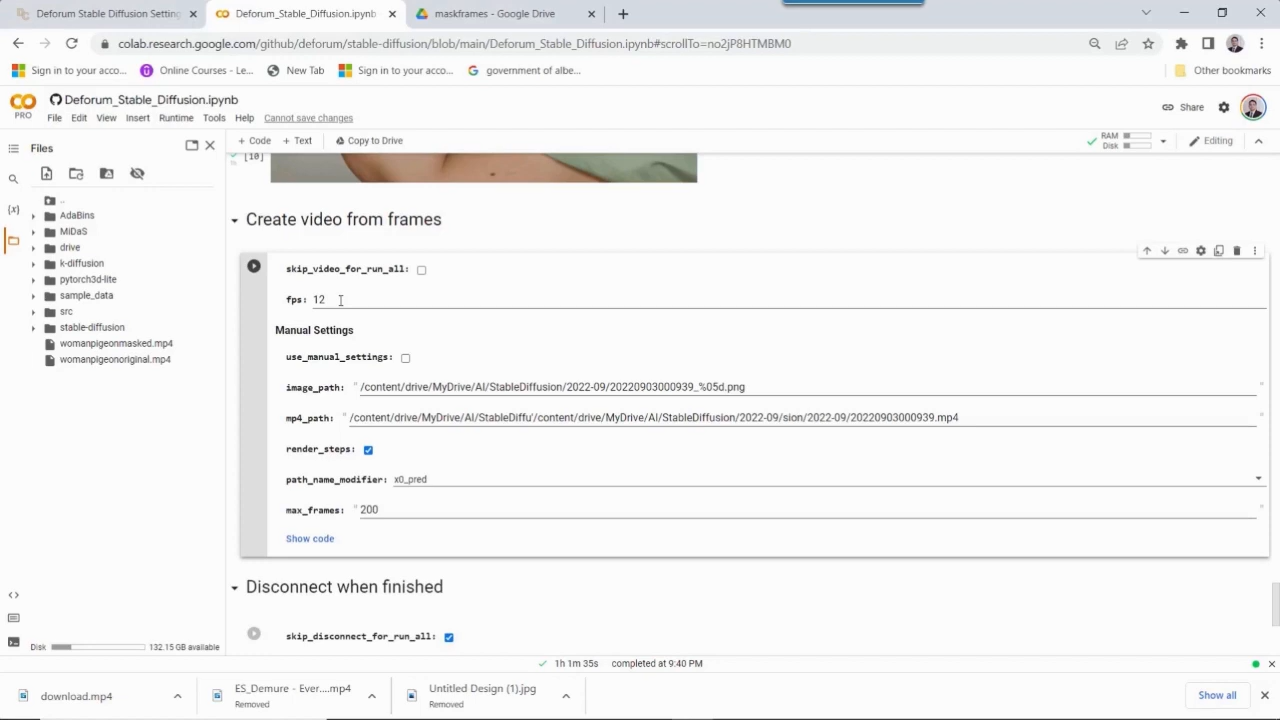 Deforum Stable Diffusion Setting
Deforum_Stable_Diffusion.ipynb
maskframes - Google Drive
colab.research.google.com/github/deforum/stable-diffusion/blob/main/Deforum_Stable_Diffusion.ipynb#scrollTo=no2jP8HTMBM0
Sign in to your acco...
Online Courses - Le...
New Tab
Sign in to your acco...
government of albe...
Other bookmarks
PRO
Deforum_Stable_Diffusion.ipynb
File Edit View Insert Runtime Tools Help Cannot save changes
Share
Files
+ Code + Text Copy to Drive
RAM
Disk
Editing
..
AdaBins
MiDaS
drive
k-diffusion
pytorch3d-lite
sample_data
src
stable-diffusion
womanpigeonmasked.mp4
womanpigeonoriginal.mp4
Disk 132.15 GB available
[10]
Create video from frames
skip_video_for_run_all:
fps: 12
Manual Settings
use_manual_settings:
image_path: "/content/drive/MyDrive/AI/StableDiffusion/2022-09/20220903000939_%05d.png "
mp4_path: "/content/drive/MyDrive/AI/StableDiffu'/content/drive/MyDrive/AI/StableDiffusion/2022-09/sion/2022-09/20220903000939.mp4 "
render_steps:
path_name_modifier: x0_pred
max_frames: "200 "
Show code
Disconnect when finished
skip_disconnect_for_run_all:
1h 1m 35s completed at 9:40 PM
download.mp4
ES_Demure - Ever....mp4
Removed
Untitled Design (1).jpg
Removed
Show all